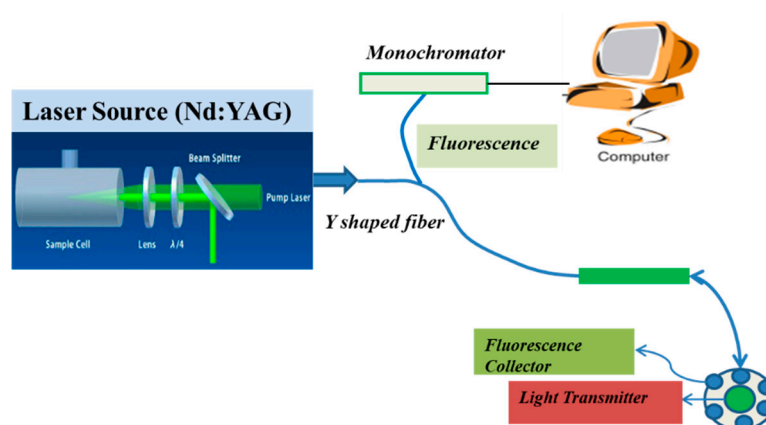 Monochromator
Laser Source (Nd:YAG)
Fluorescence
Computer
Beam Splitter
Pump Laser
Sample Cell
Lens
λ/4
Y shaped fiber
Fluorescence
Collector
Light Transmitter